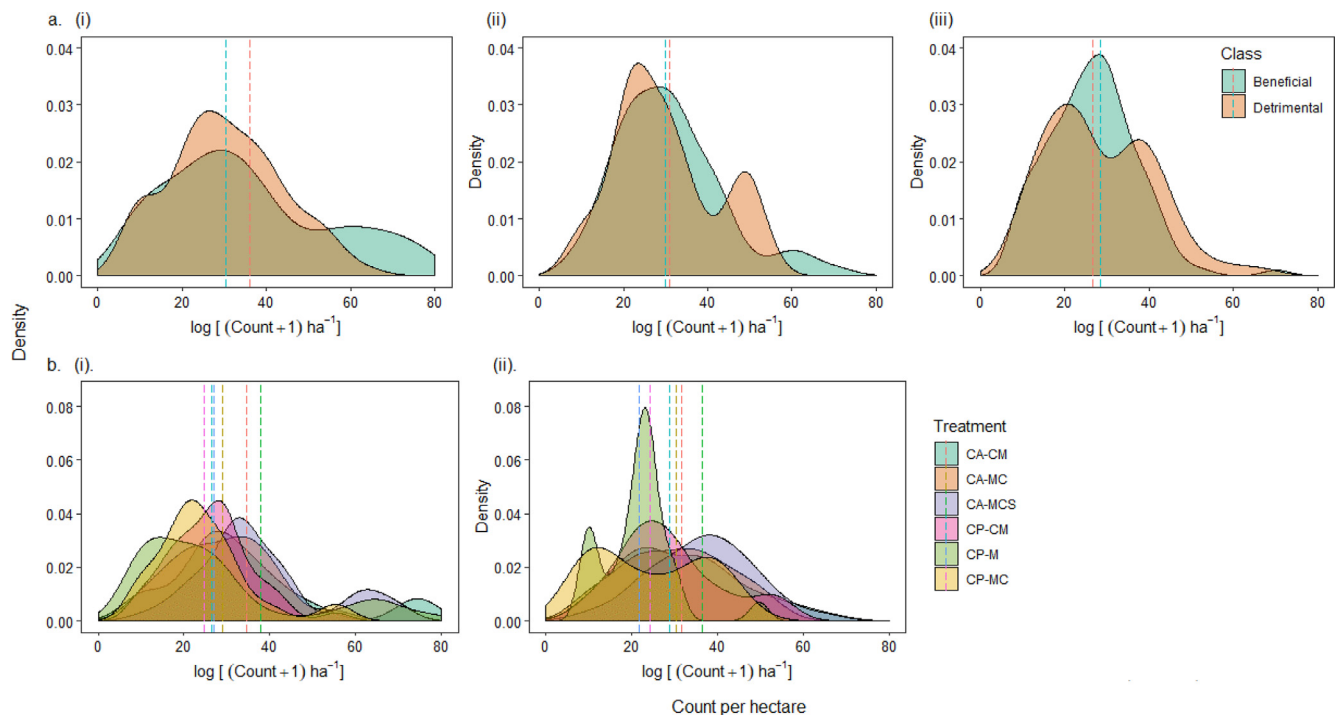 a. (i)
(ii)
(iii)
0.04
0.03
0.02
0.01
0.00
0 20 40 60 80
log [ (Count + 1) ha⁻¹]
Density
0.04
0.03
0.02
0.01
0.00
0 20 40 60 80
log [ (Count + 1) ha⁻¹]
Density
0.04
0.03
0.02
0.01
0.00
0 20 40 60 80
log [ (Count + 1) ha⁻¹]
Class
Beneficial
Detrimental
Density
b. (i).
(ii).
0.08
0.06
0.04
0.02
0.00
0 20 40 60 80
log [ (Count + 1) ha⁻¹]
Density
0.08
0.06
0.04
0.02
0.00
0 20 40 60 80
log [ (Count + 1) ha⁻¹]
Treatment
CA-CM
CA-MC
CA-MCS
CP-CM
CP-M
CP-MC
Count per hectare